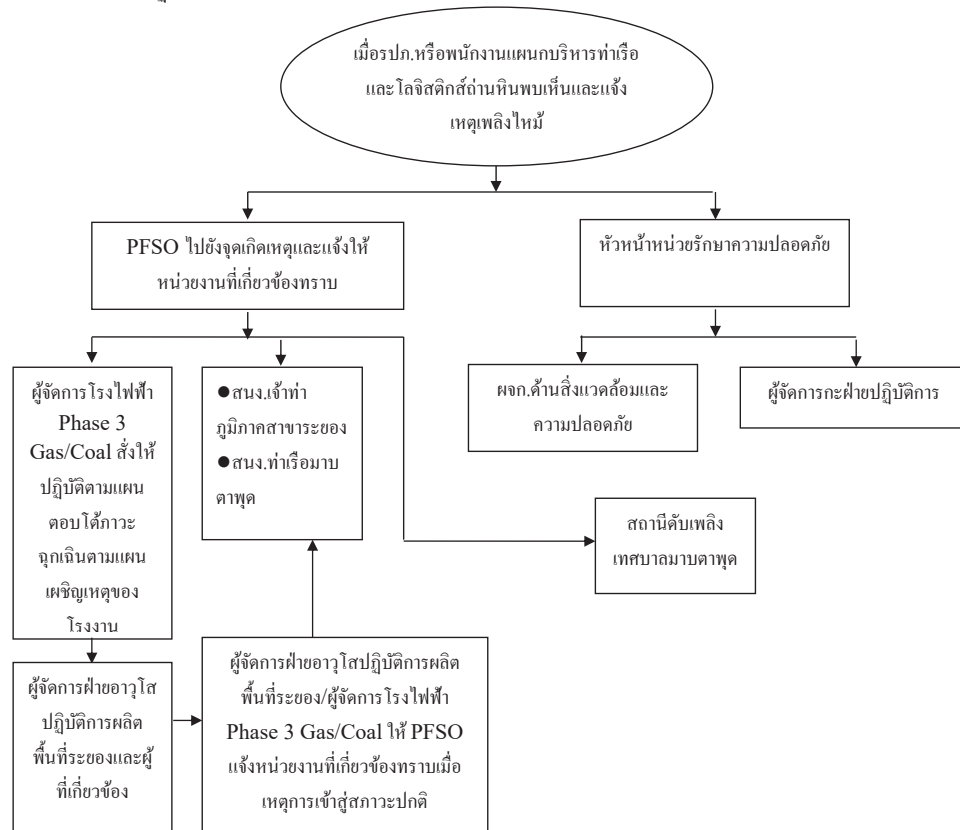 เมื่อรปภ.หรือพนักงานแผนกบริหารท่าเรือ
และโลจิสติกส์ถ่านหินพบเห็นและแจ้ง
เหตุเพลิงไหม้
PFSO ไปยังจุดเกิดเหตุและแจ้งให้
หน่วยงานที่เกี่ยวข้องทราบ
หัวหน้าหน่วยรักษาความปลอดภัย
ผู้จัดการโรงไฟฟ้า
Phase 3
Gas/Coal สั่งให้
ปฏิบัติตามแผน
ตอบโต้ภาวะ
ฉุกเฉินตามแผน
เผชิญเหตุของ
โรงงาน
●สนง.เจ้าท่า
ภูมิภาคสาขาระยอง
●สนง.ท่าเรือมาบ
ตาพุด
ผจก.ด้านสิ่งแวดล้อมและ
ความปลอดภัย
ผู้จัดการกะฝ่ายปฏิบัติการ
สถานีดับเพลิง
เทศบาลมาบตาพุด
ผู้จัดการฝ่ายอาวุโส
ปฏิบัติการผลิต
พื้นที่ระยองและผู้
ที่เกี่ยวข้อง
ผู้จัดการฝ่ายอาวุโสปฏิบัติการผลิต
พื้นที่ระยอง/ผู้จัดการโรงไฟฟ้า
Phase 3 Gas/Coal ให้ PFSO
แจ้งหน่วยงานที่เกี่ยวข้องทราบเมื่อ
เหตุการเข้าสู่สภาวะปกติ